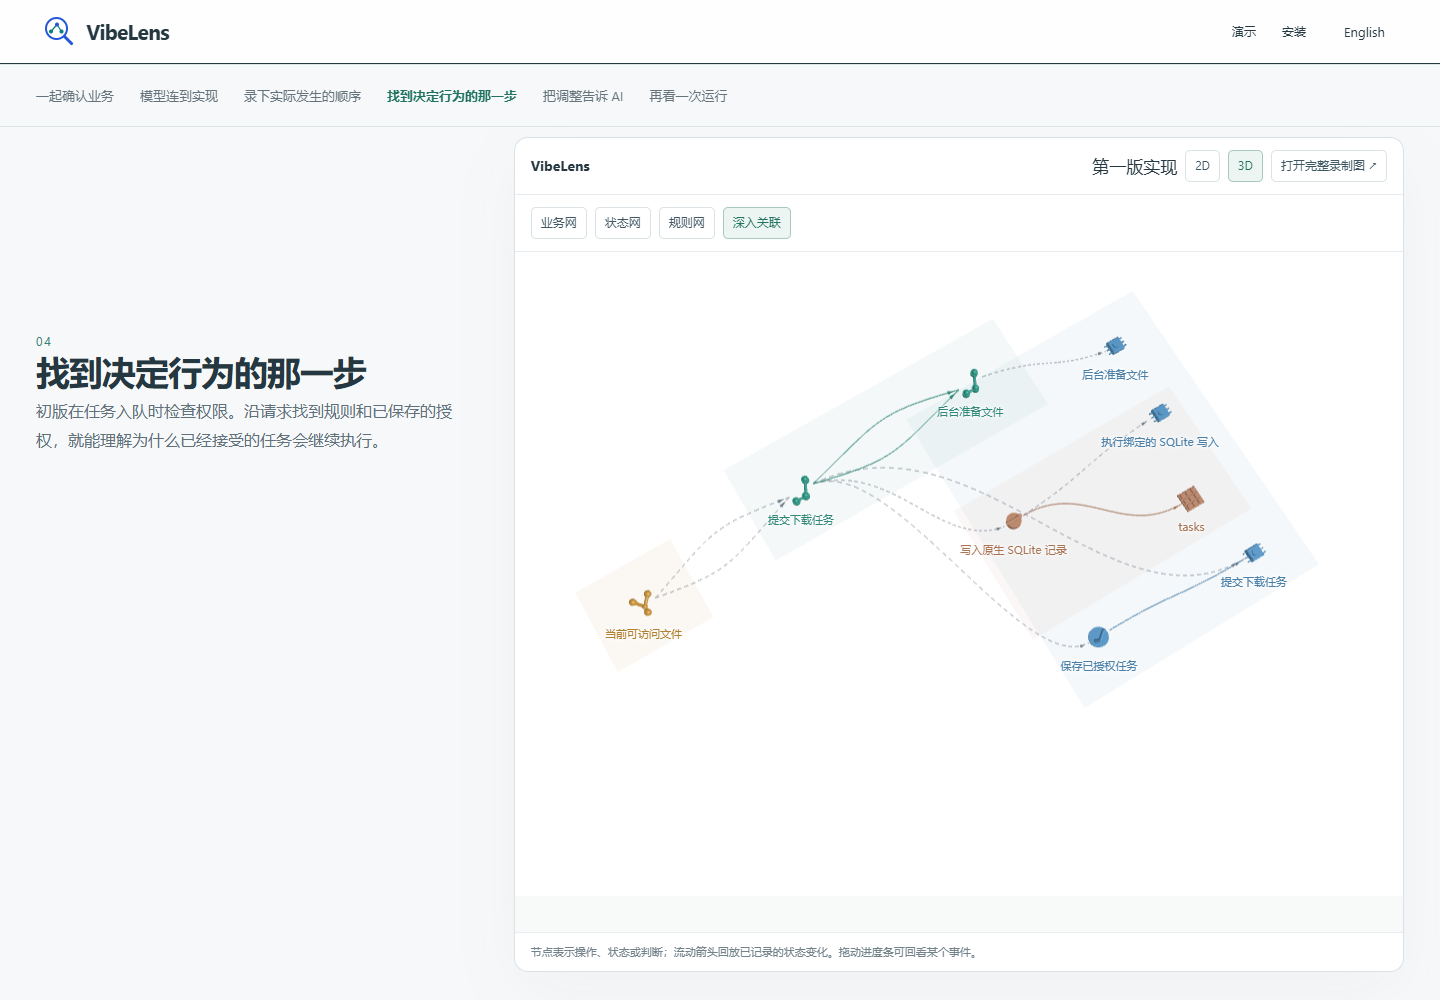 VibeLens
演示 安装 English
一起确认业务 模型连到实现 录下实际发生的顺序 找到决定行为的那一步 把调整告诉 AI 再看一次运行
04
找到决定行为的那一步
初版在任务入队时检查权限。沿请求找到规则和已保存的授
权，就能理解为什么已经接受的任务会继续执行。
VibeLens
第一版实现 2D 3D 打开完整录制图 ↗
业务网 状态网 规则网 深入关联
后台准备文件
后台准备文件
执行绑定的 SQLite 写入
提交下载任务
tasks
写入原生 SQLite 记录
提交下载任务
当前可访问文件
保存已授权任务
节点表示操作、状态或判断；流动箭头回放已记录的状态变化。拖动进度条可回看某个事件。